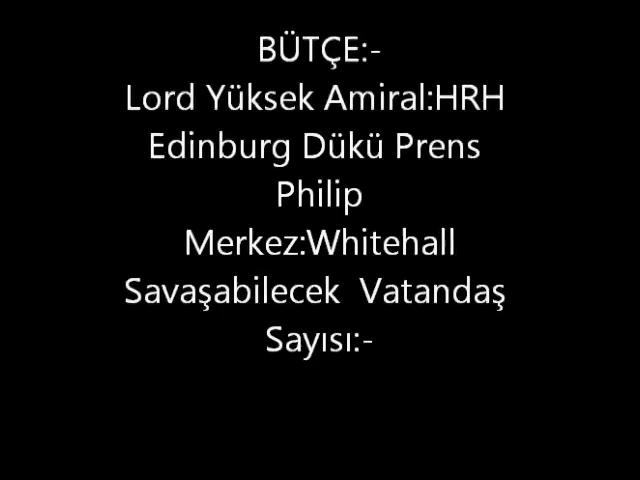 BÜTÇE:-
Lord Yüksek Amiral:HRH
Edinburg Dükü Prens
Philip
Merkez:Whitehall
Savaşabilecek  Vatandaş
Sayısı:-